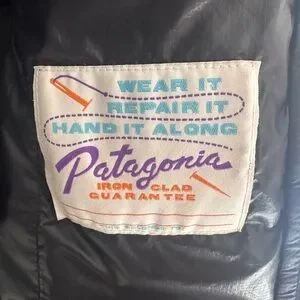 WEAR IT
REPAIR IT
HAND IT ALONG
Patagonia
IRON CLAD
GUARANTEE